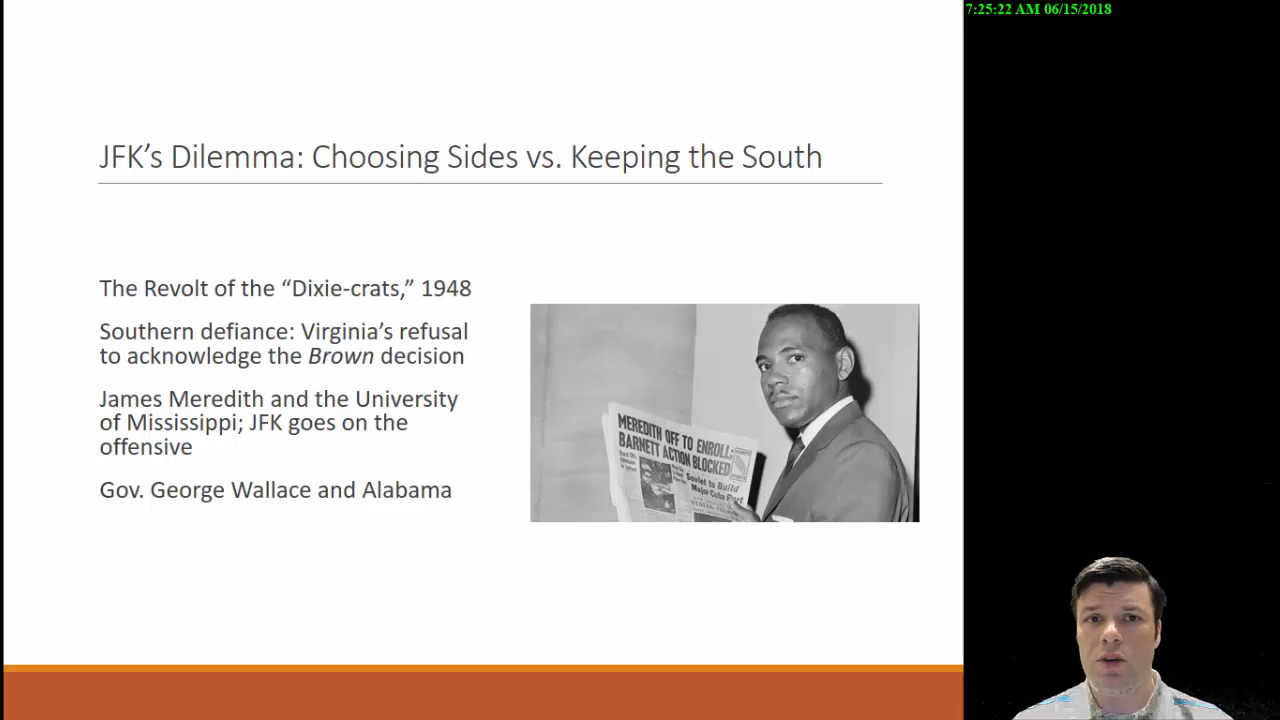 7:25:22 AM 06/15/2018
JFK’s Dilemma: Choosing Sides vs. Keeping the South
The Revolt of the “Dixie-crats,” 1948
Southern defiance: Virginia’s refusal
to acknowledge the Brown decision
James Meredith and the University
of Mississippi; JFK goes on the
offensive
Gov. George Wallace and Alabama
MEREDITH OFF TO ENROLL;
BARNETT ACTION BLOCKED
Soviet to Build
Major Cuba Port